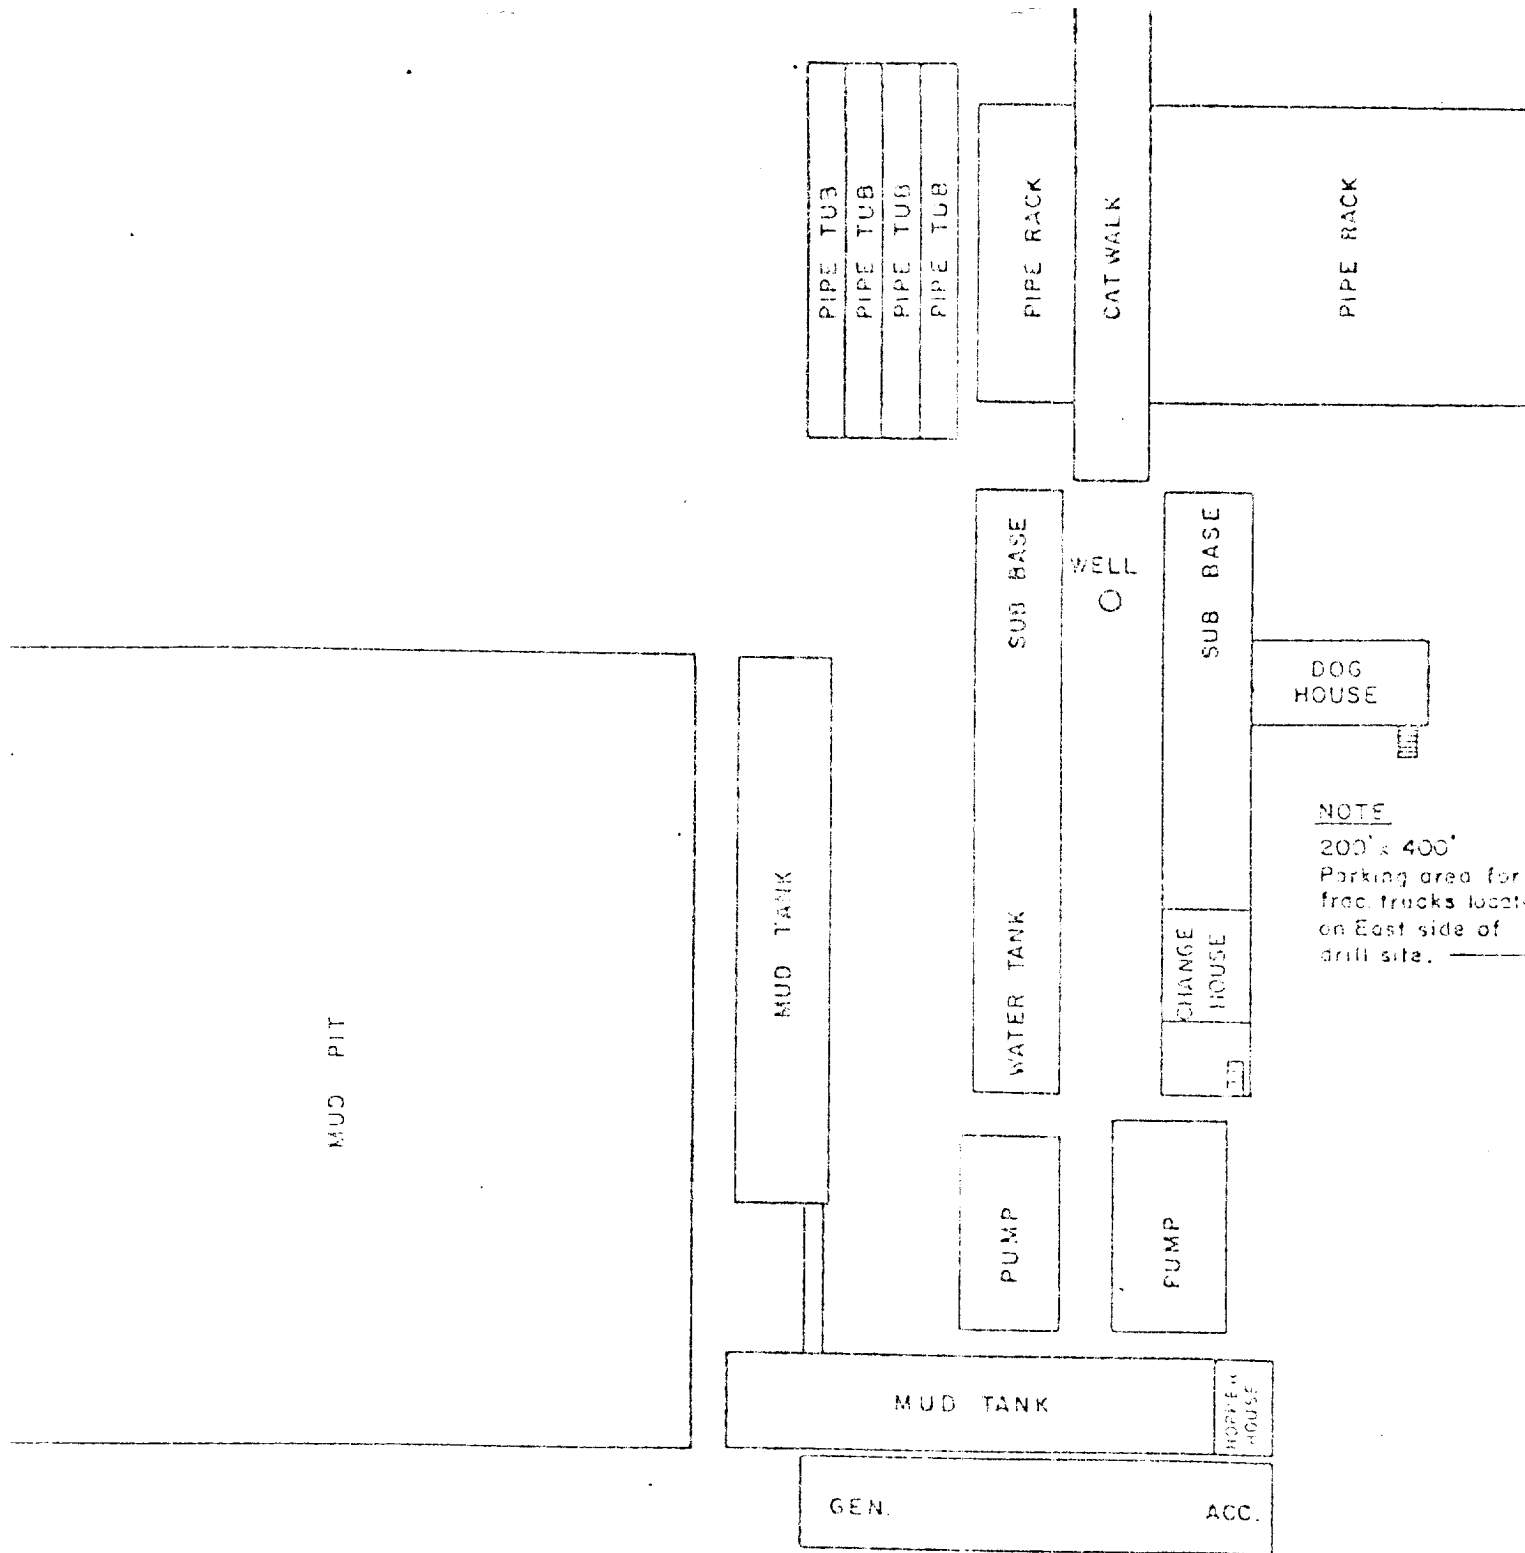 PIPE TUB
PIPE TUB
PIPE TUB
PIPE TUB
PIPE RACK
CATWALK
PIPE RACK
SUB BASE
WELL
SUB BASE
DOG
HOUSE
NOTE
200' x 400'
Parking area for
frac. trucks
on East side of
drill site.
MUD PIT
MUD TANK
WATER TANK
CHANGE
HOUSE
PUMP
PUMP
MUD TANK
HOPPER
HOUSE
GEN.
ACC.